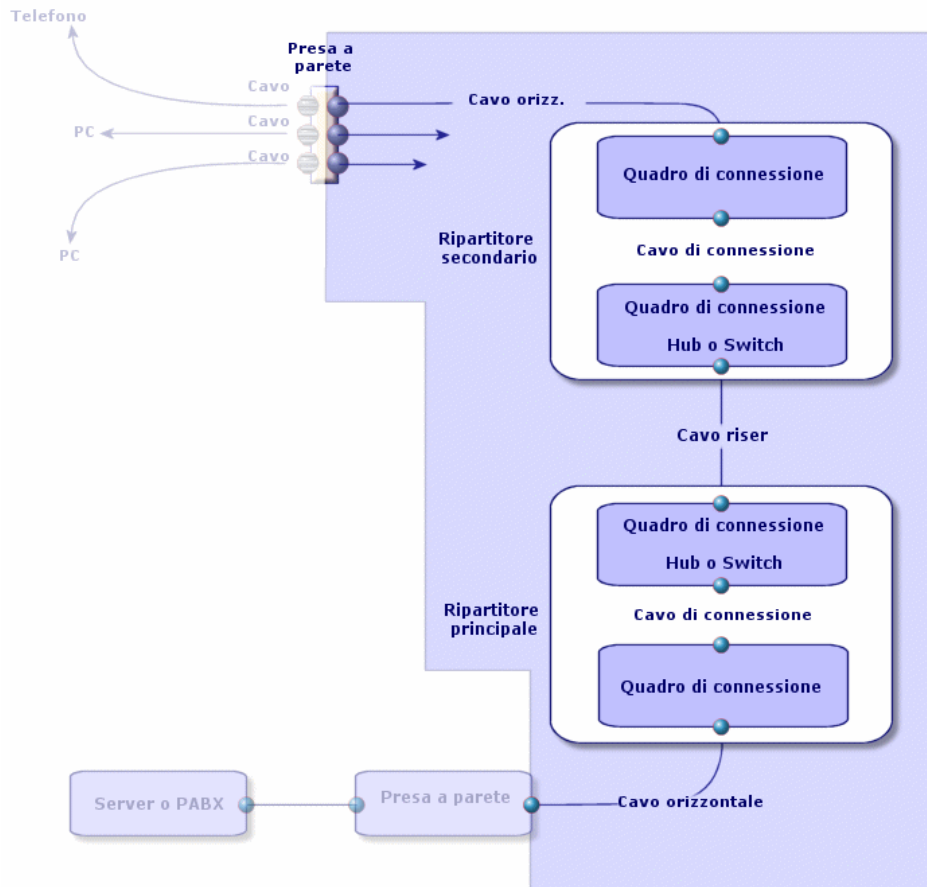 Telefono
Presa a
parete
Cavo
Cavo orizz.
Cavo
PC
Cavo
PC
Quadro di connessione
Ripartitore
secondario
Cavo di connessione
Quadro di connessione
Hub o Switch
Cavo riser
Quadro di connessione
Hub o Switch
Ripartitore
principale
Cavo di connessione
Quadro di connessione
Server o PABX
Presa a parete
Cavo orizzontale